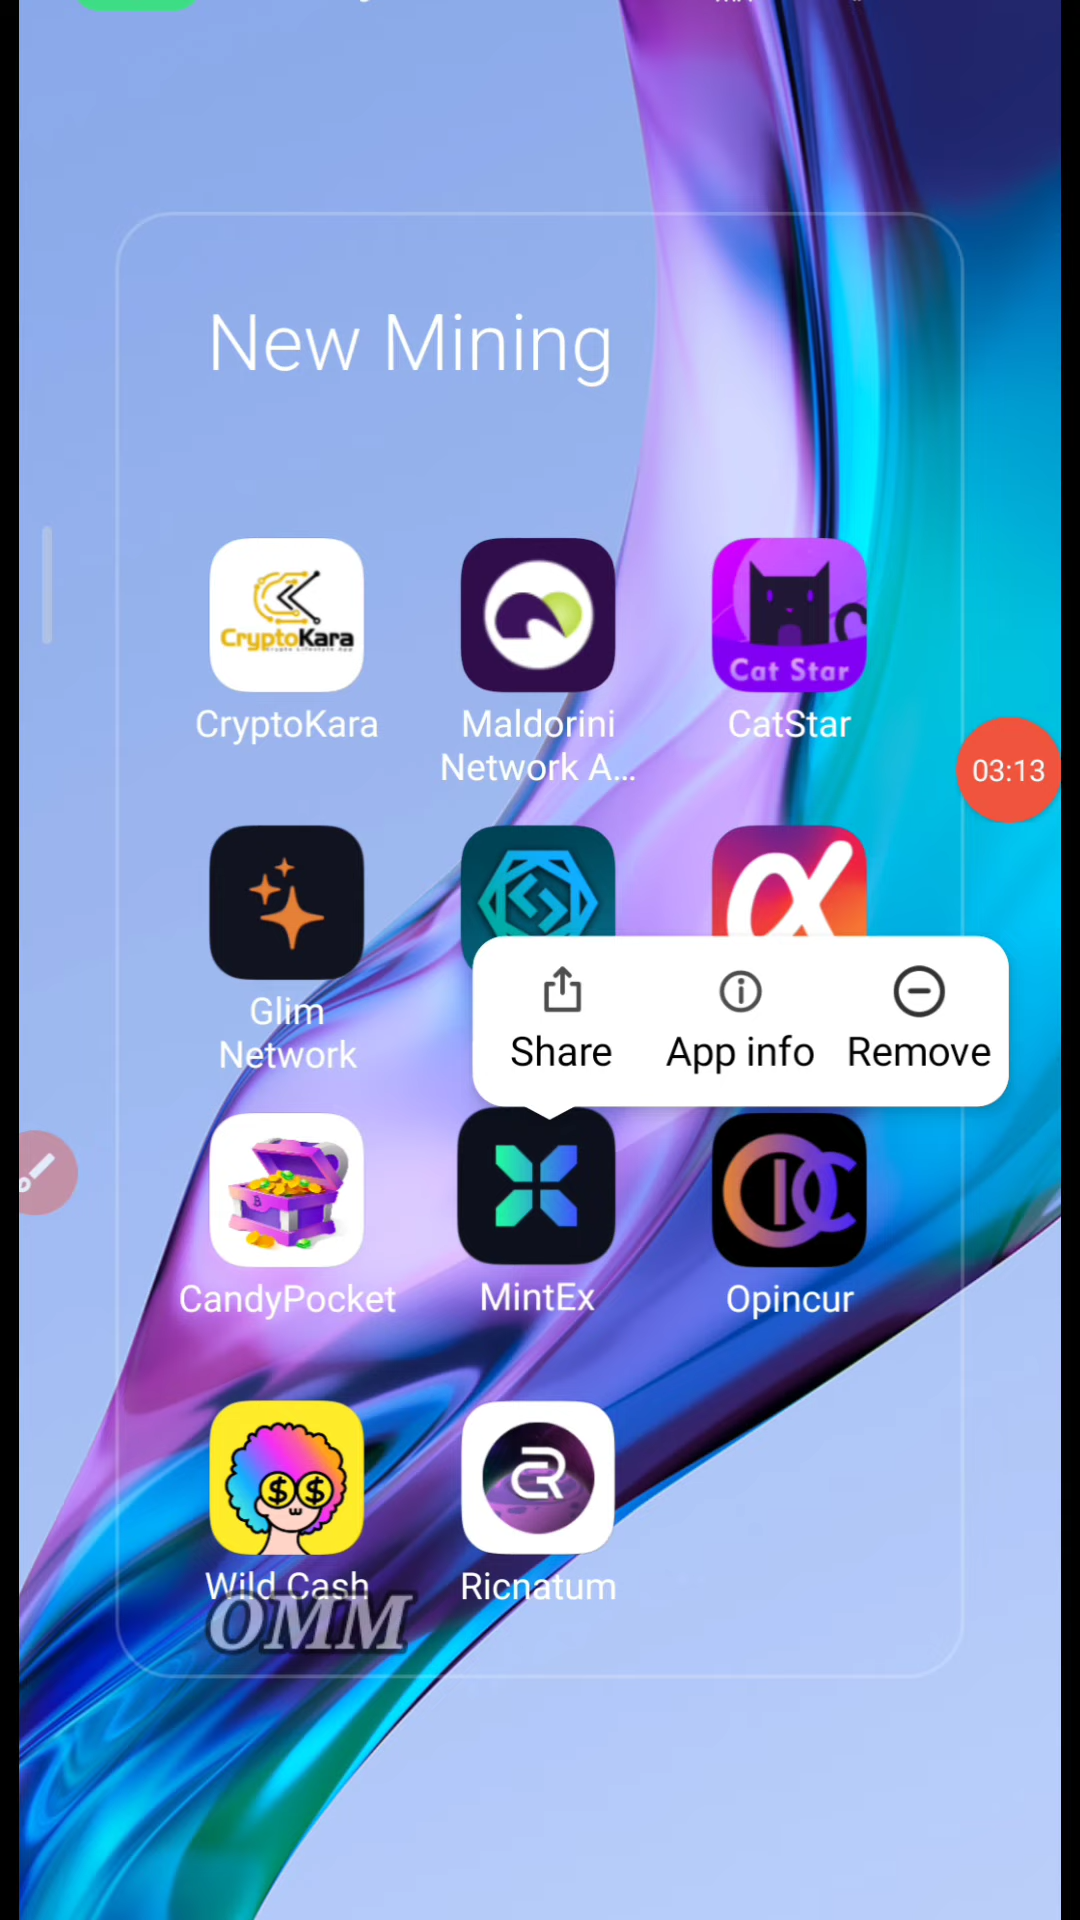 New Mining
CryptoKara
Cat Star
CryptoKara
Maldorini
Network A...
CatStar
03:13
Share
App info
Remove
Glim
Network
CandyPocket
MintEx
Opincur
Wild Cash
Ricnatum
OMM